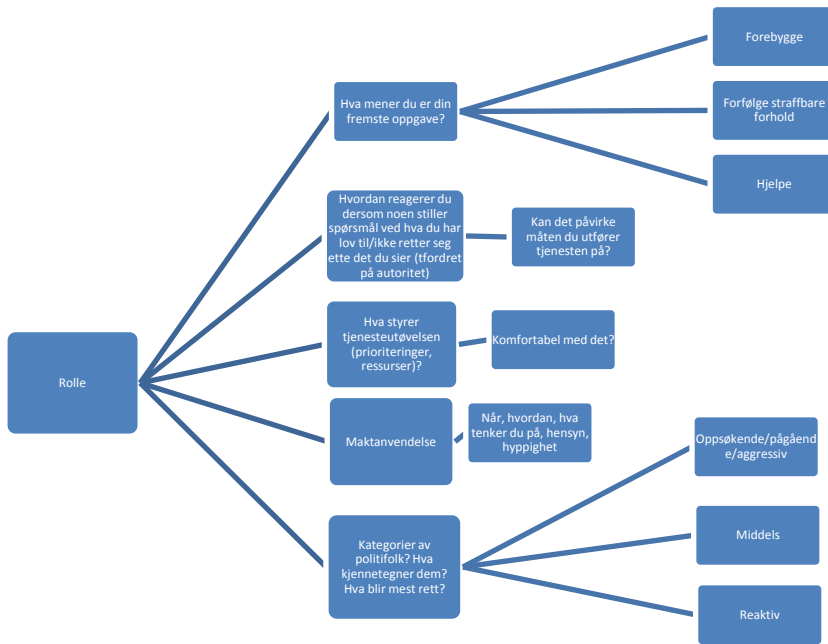 Forebygge
Hva mener du er din
fremste oppgave?
Forfølge straffbare
forhold
Hjelpe
Hvordan reagerer du
dersom noen stiller
spørsmål ved hva du har
lov til/ikke retter seg
ette det du sier (tfordret
på autoritet)
Kan det påvirke
måten du utfører
tjenesten på?
Rolle
Hva styrer
tjenesteutøvelsen
(prioriteringer,
ressurser)?
Komfortabel med det?
Maktanvendelse
Når, hvordan, hva
tenker du på, hensyn,
hyppighet
Kategorier av
politifolk? Hva
kjennetegner dem?
Hva blir mest rett?
Oppsøkende/pågåend
e/aggressiv
Middels
Reaktiv